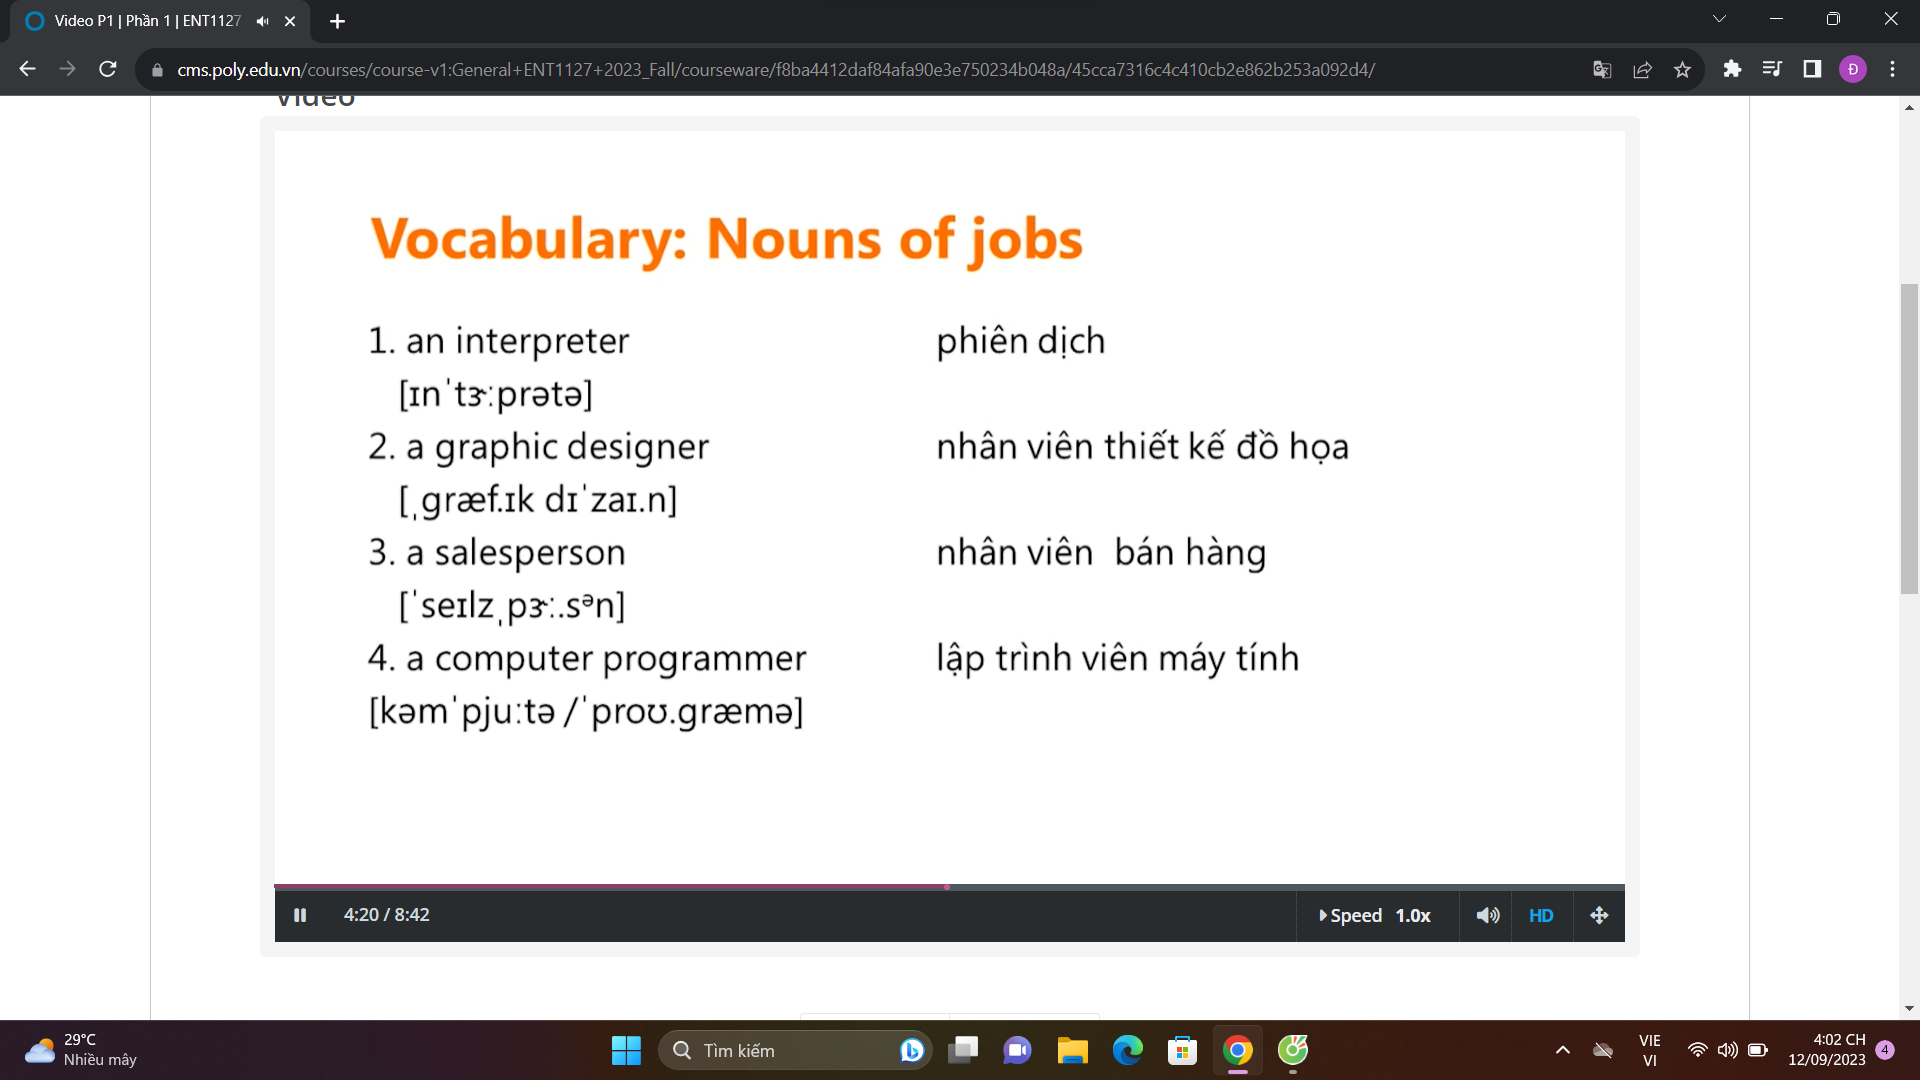 Video P1 | Phần 1 | ENT1127
cms.poly.edu.vn/courses/course-v1:General+ENT1127+2023_Fall/courseware/f8ba4412daf84afa90e3e750234b048a/45cca7316c4c410cb2e862b253a092d4/
Đ
Video
Vocabulary: Nouns of jobs
1. an interpreter phiên dịch
[ɪnˈtɝːprətə]
2. a graphic designer nhân viên thiết kế đồ họa
[ˌɡræf.ɪk dɪˈzaɪ.n]
3. a salesperson nhân viên bán hàng
[ˈseɪlzˌpɝː.sᵊn]
4. a computer programmer lập trình viên máy tính
[kəmˈpjuːtə /ˈproʊ.ɡræmə]
4:20 / 8:42 Speed 1.0x HD
29°C
Nhiều mây
Tìm kiếm
VIE
VI
4:02 CH
12/09/2023
4